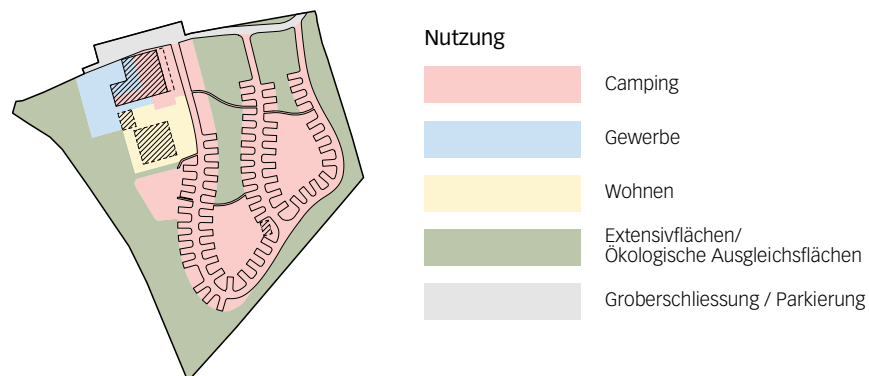 Nutzung
Camping
Gewerbe
Wohnen
Extensivflächen/
Ökologische Ausgleichsflächen
Groberschliessung / Parkierung